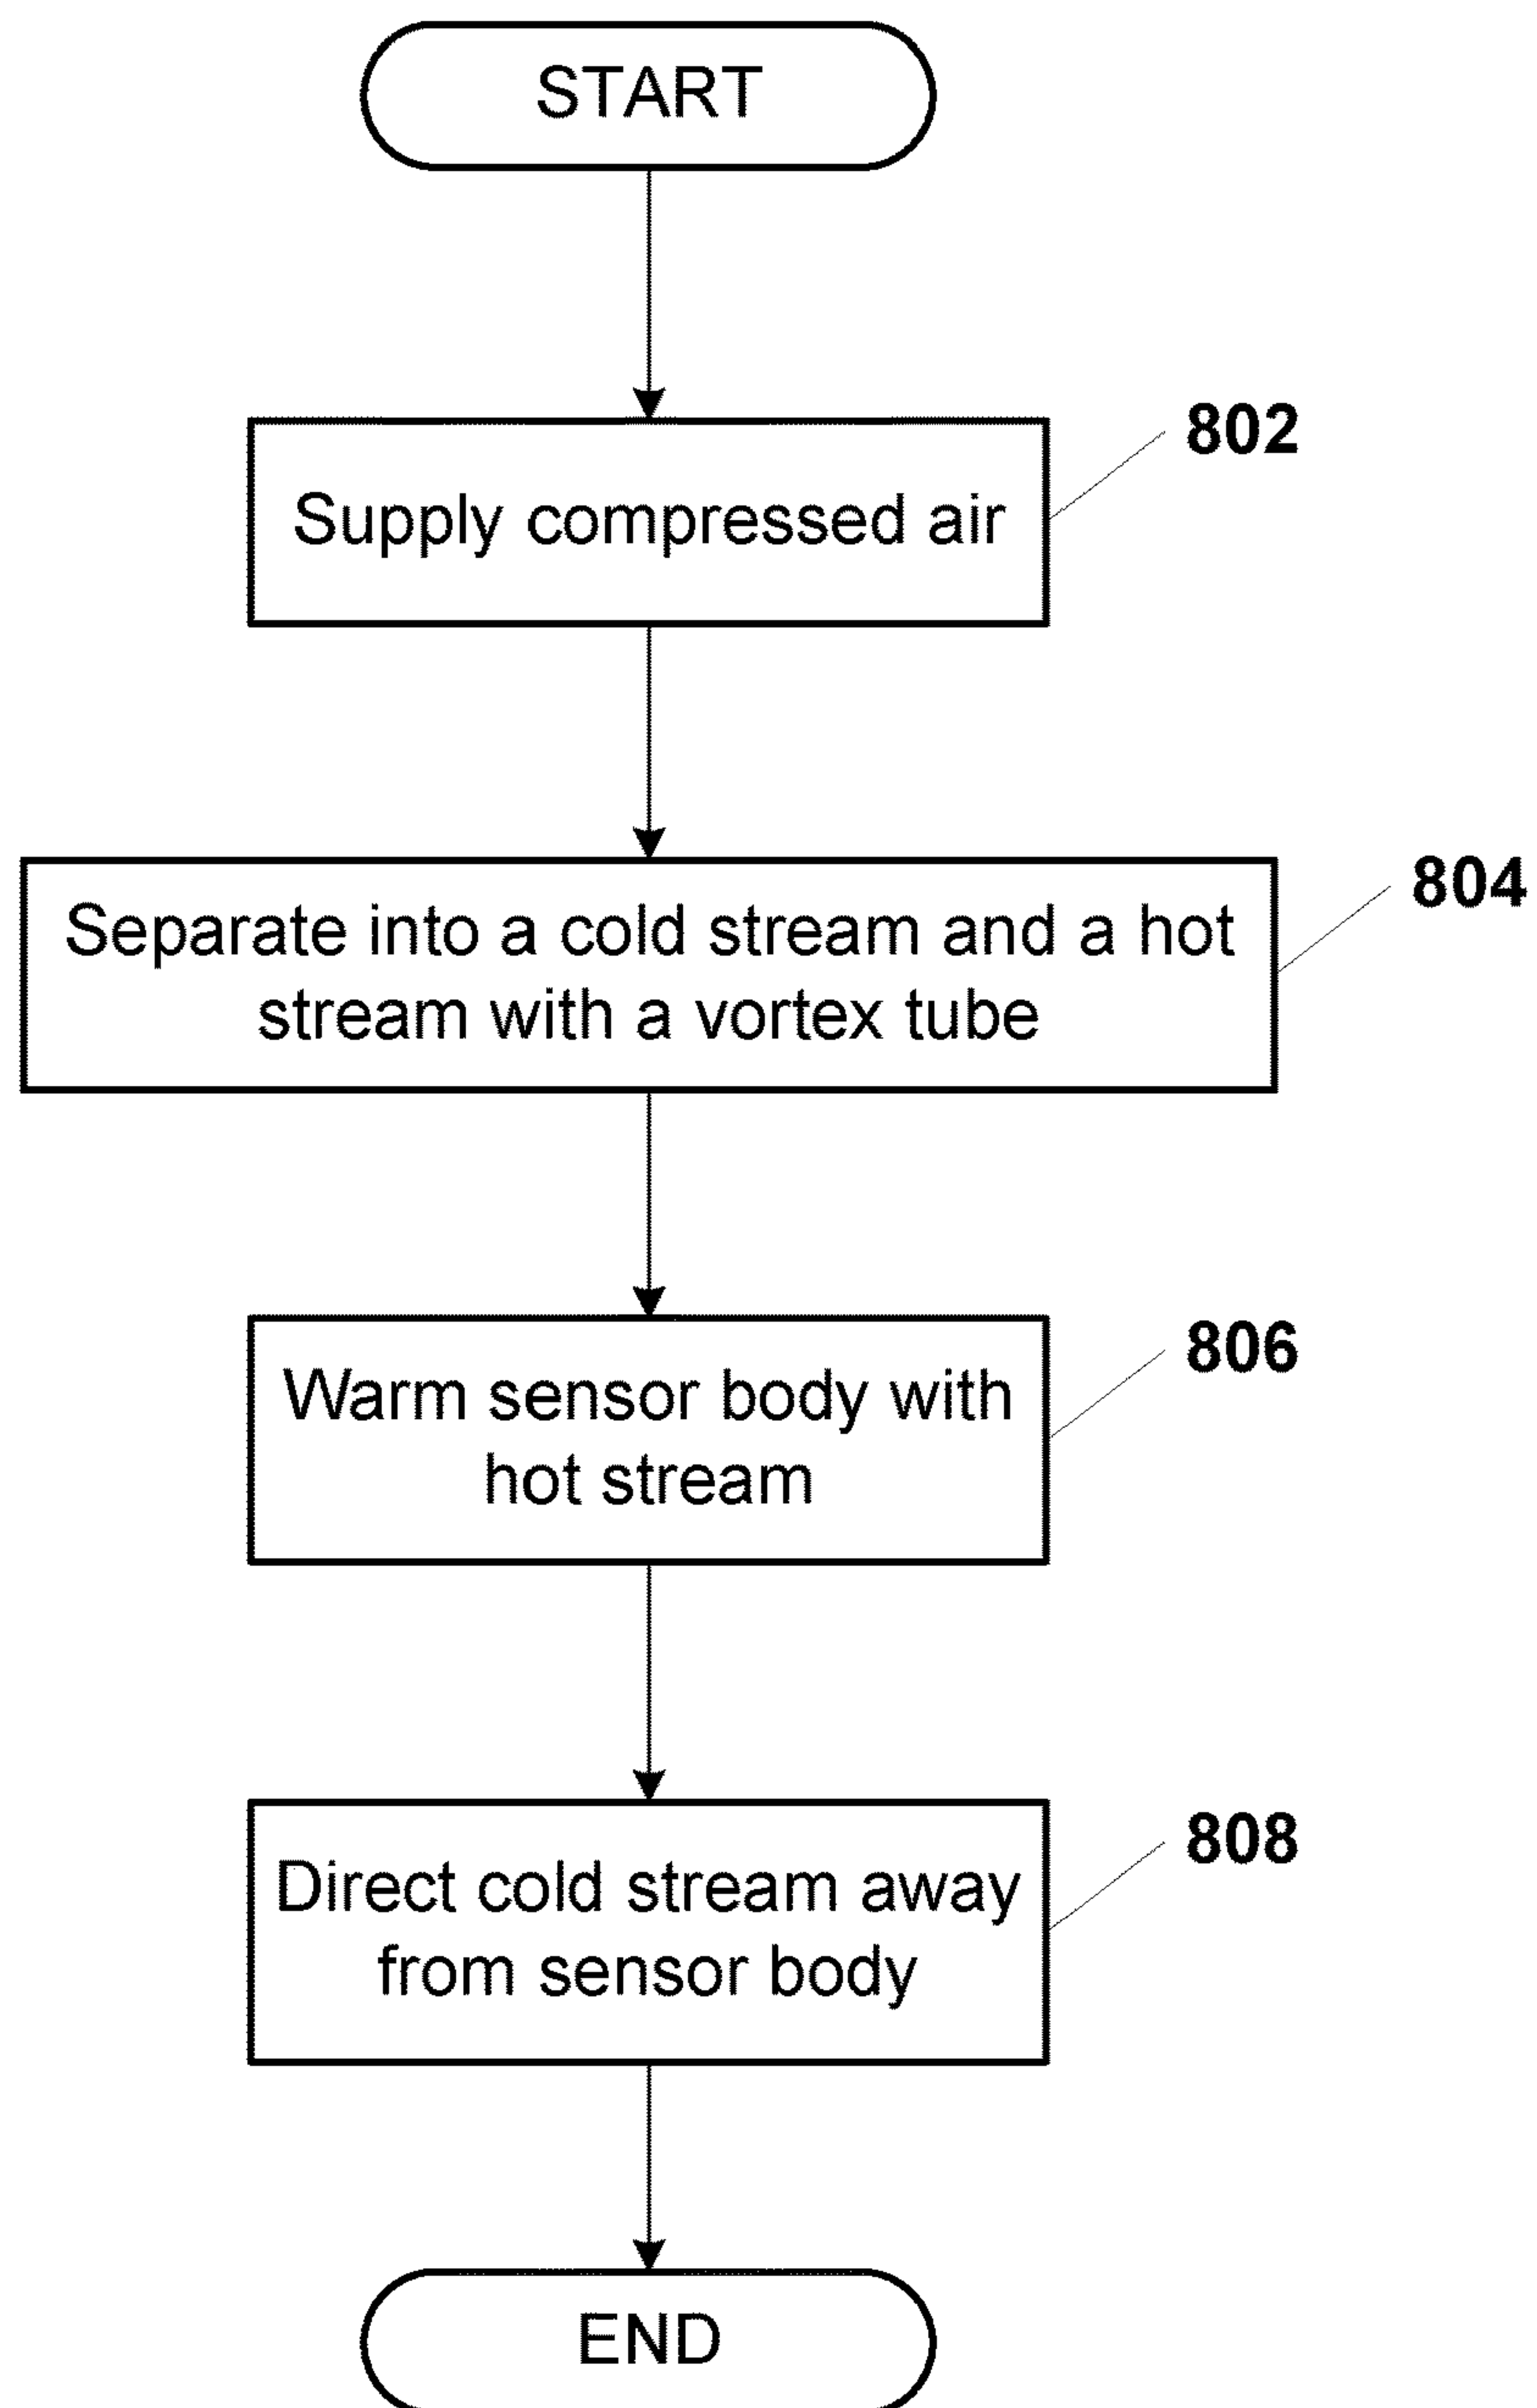 START
802
Supply compressed air
804
Separate into a cold stream and a hot
stream with a vortex tube
806
Warm sensor body with
hot stream
808
Direct cold stream away
from sensor body
END